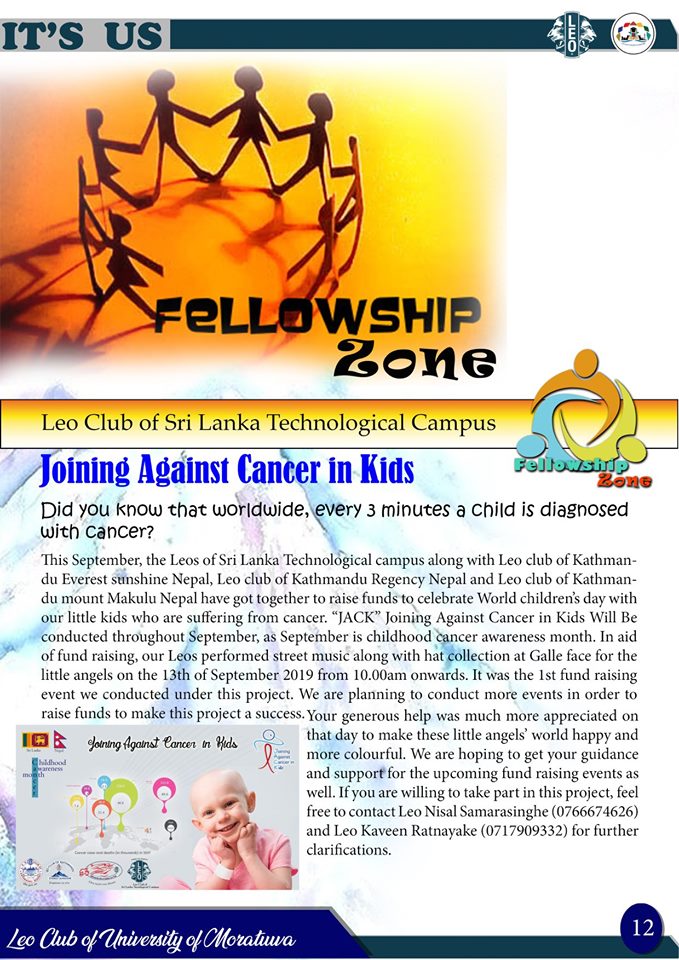 IT'S US
LEO
FELLOWSHIP
Zone
Leo Club of Sri Lanka Technological Campus
Fellowship
Zone
Joining Against Cancer in Kids
Did you know that worldwide, every 3 minutes a child is diagnosed
with cancer?
This September, the Leos of Sri Lanka Technological campus along with Leo club of Kathman-
du Everest sunshine Nepal, Leo club of Kathmandu Regency Nepal and Leo club of Kathman-
du mount Makulu Nepal have got together to raise funds to celebrate World children's day with
our little kids who are suffering from cancer. “JACK” Joining Against Cancer in Kids Will Be
conducted throughout September, as September is childhood cancer awareness month. In aid
of fund raising, our Leos performed street music along with hat collection at Galle face for the
little angels on the 13th of September 2019 from 10.00am onwards. It was the 1st fund raising
event we conducted under this project. We are planning to conduct more events in order to
raise funds to make this project a success. Your generous help was much more appreciated on
that day to make these little angels' world happy and
more colourful. We are hoping to get your guidance
and support for the upcoming fund raising events as
well. If you are willing to take part in this project, feel
free to contact Leo Nisal Samarasinghe (0766674626)
and Leo Kaveen Ratnayake (0717909332) for further
clarifications.
Joining Against Cancer in Kids
Sri Lanka
Nepal
Childhood
awareness
month
Cancer
Joining
Against
Cancer in
Kids
Leo Club of University of Moratuwa
12